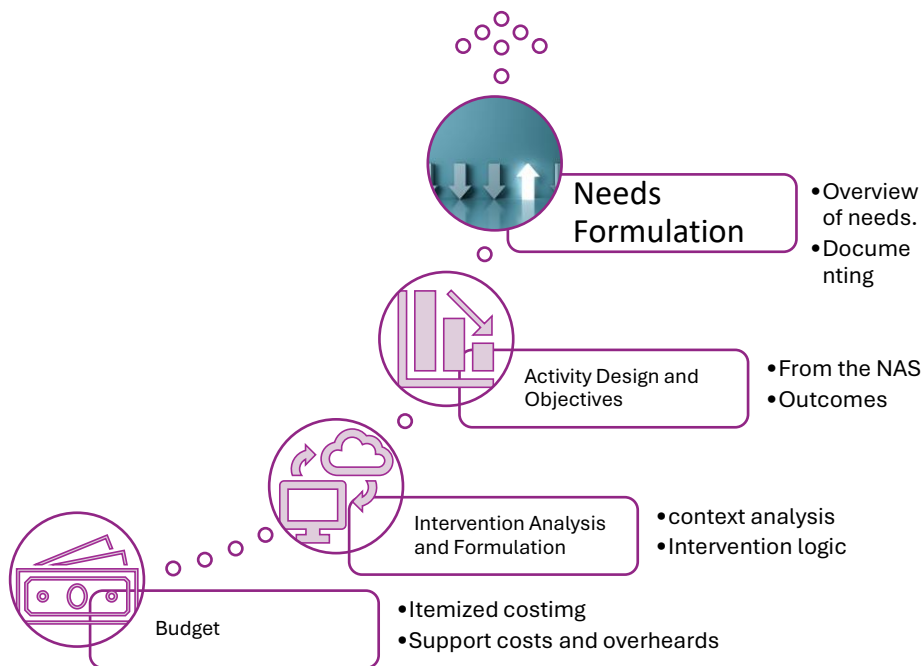 Needs
Formulation
•Overview
of needs.
•Docume
nting
Activity Design and
Objectives
•From the NAS
•Outcomes
Intervention Analysis
and Formulation
•context analysis
•Intervention logic
Budget
•Itemized costimg
•Support costs and overheards